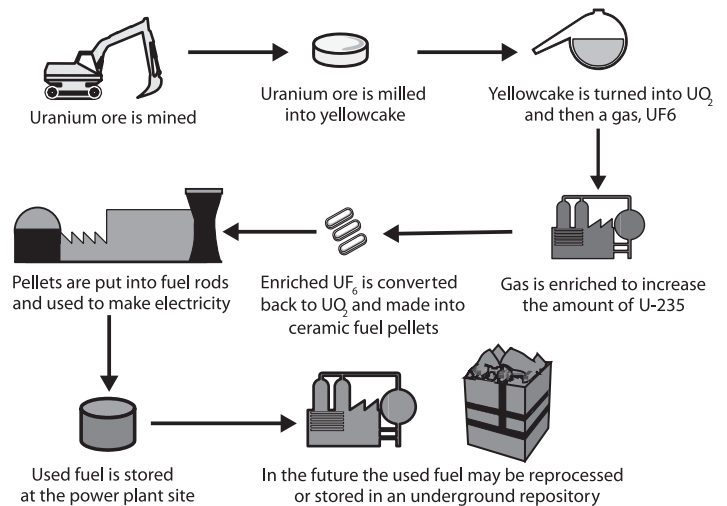 Uranium ore is mined
Uranium ore is milled
into yellowcake
Yellowcake is turned into UO₂
and then a gas, UF6
Pellets are put into fuel rods
and used to make electricity
Enriched UF₆ is converted
back to UO₂ and made into
ceramic fuel pellets
Gas is enriched to increase
the amount of U-235
Used fuel is stored
at the power plant site
In the future the used fuel may be reprocessed
or stored in an underground repository